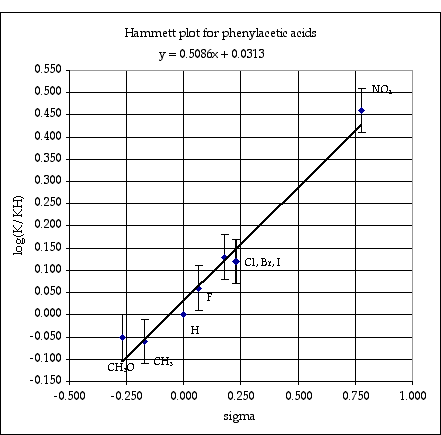 Hammett plot for phenylacetic acids
y = 0.5086x + 0.0313
0.550
0.500
0.450
0.400
0.350
0.300
0.250
0.200
0.150
0.100
0.050
0.000
-0.050
-0.100
-0.150
log(K/KH)
NO₂
Cl, Br, I
F
H
CH₃
CH₃O
-0.500
-0.250
0.000
0.250
0.500
0.750
1.000
sigma